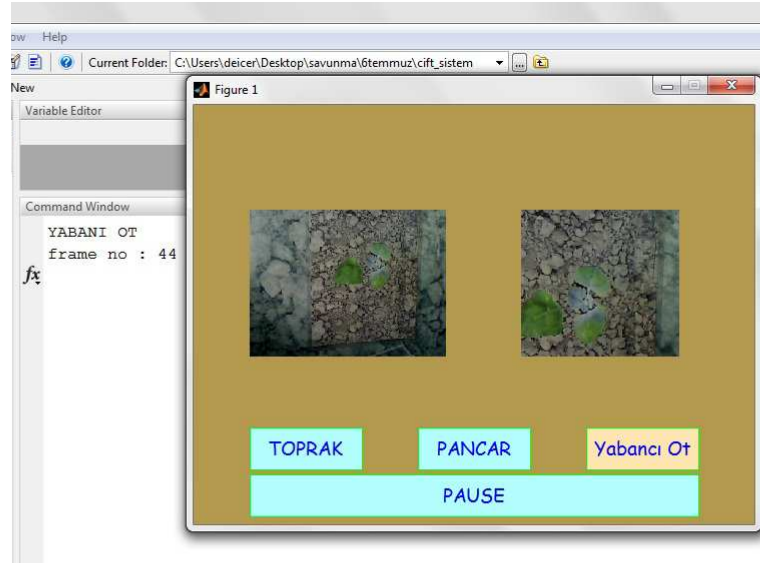 Help
Current Folder: C:\Users\deicer\Desktop\savunma\6temmuz\cift_sistem
New
Variable Editor
Command Window
YABANI OT
frame no : 44
fx
Figure 1
TOPRAK
PANCAR
Yabancı Ot
PAUSE